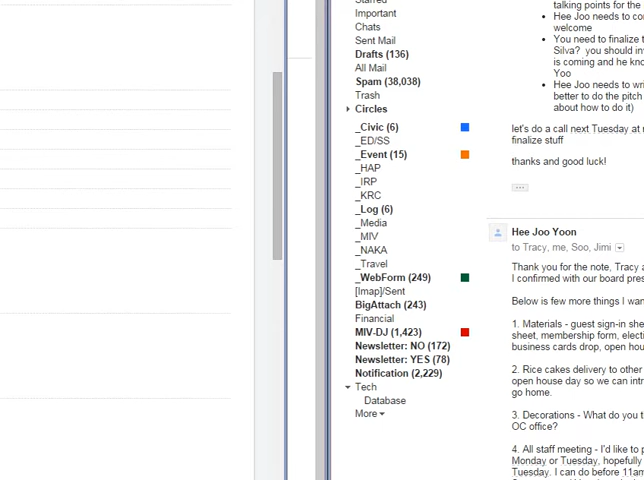 Starred
Important
Chats
Sent Mail
Drafts (136)
All Mail
Spam (38,038)
Trash
Circles
_Civic (6)
_ED/SS
_Event (15)
_HAP
_IRP
_KRC
_Log (6)
_Media
_MIV
_NAKA
_Travel
_WebForm (249)
[Imap]/Sent
BigAttach (243)
Financial
MIV-DJ (1,423)
Newsletter: NO (172)
Newsletter: YES (78)
Notification (2,229)
Tech
Database
More
talking points for the
Hee Joo needs to co
welcome
You need to finalize t
Silva? you should in
is coming and he kno
Yoo
Hee Joo needs to wri
better to do the pitch
about how to do it)
let's do a call next Tuesday at
finalize stuff
thanks and good luck!
Hee Joo Yoon
to Tracy, me, Soo, Jimi
Thank you for the note, Tracy a
I confirmed with our board pres
Below is few more things I wan
1. Materials - guest sign-in she
sheet, membership form, electi
business cards drop, open hou
2. Rice cakes delivery to other
open house day so we can intr
go home.
3. Decorations - What do you t
OC office?
4. All staff meeting - I'd like to p
Monday or Tuesday, hopefully
Tuesday. I can do before 11am